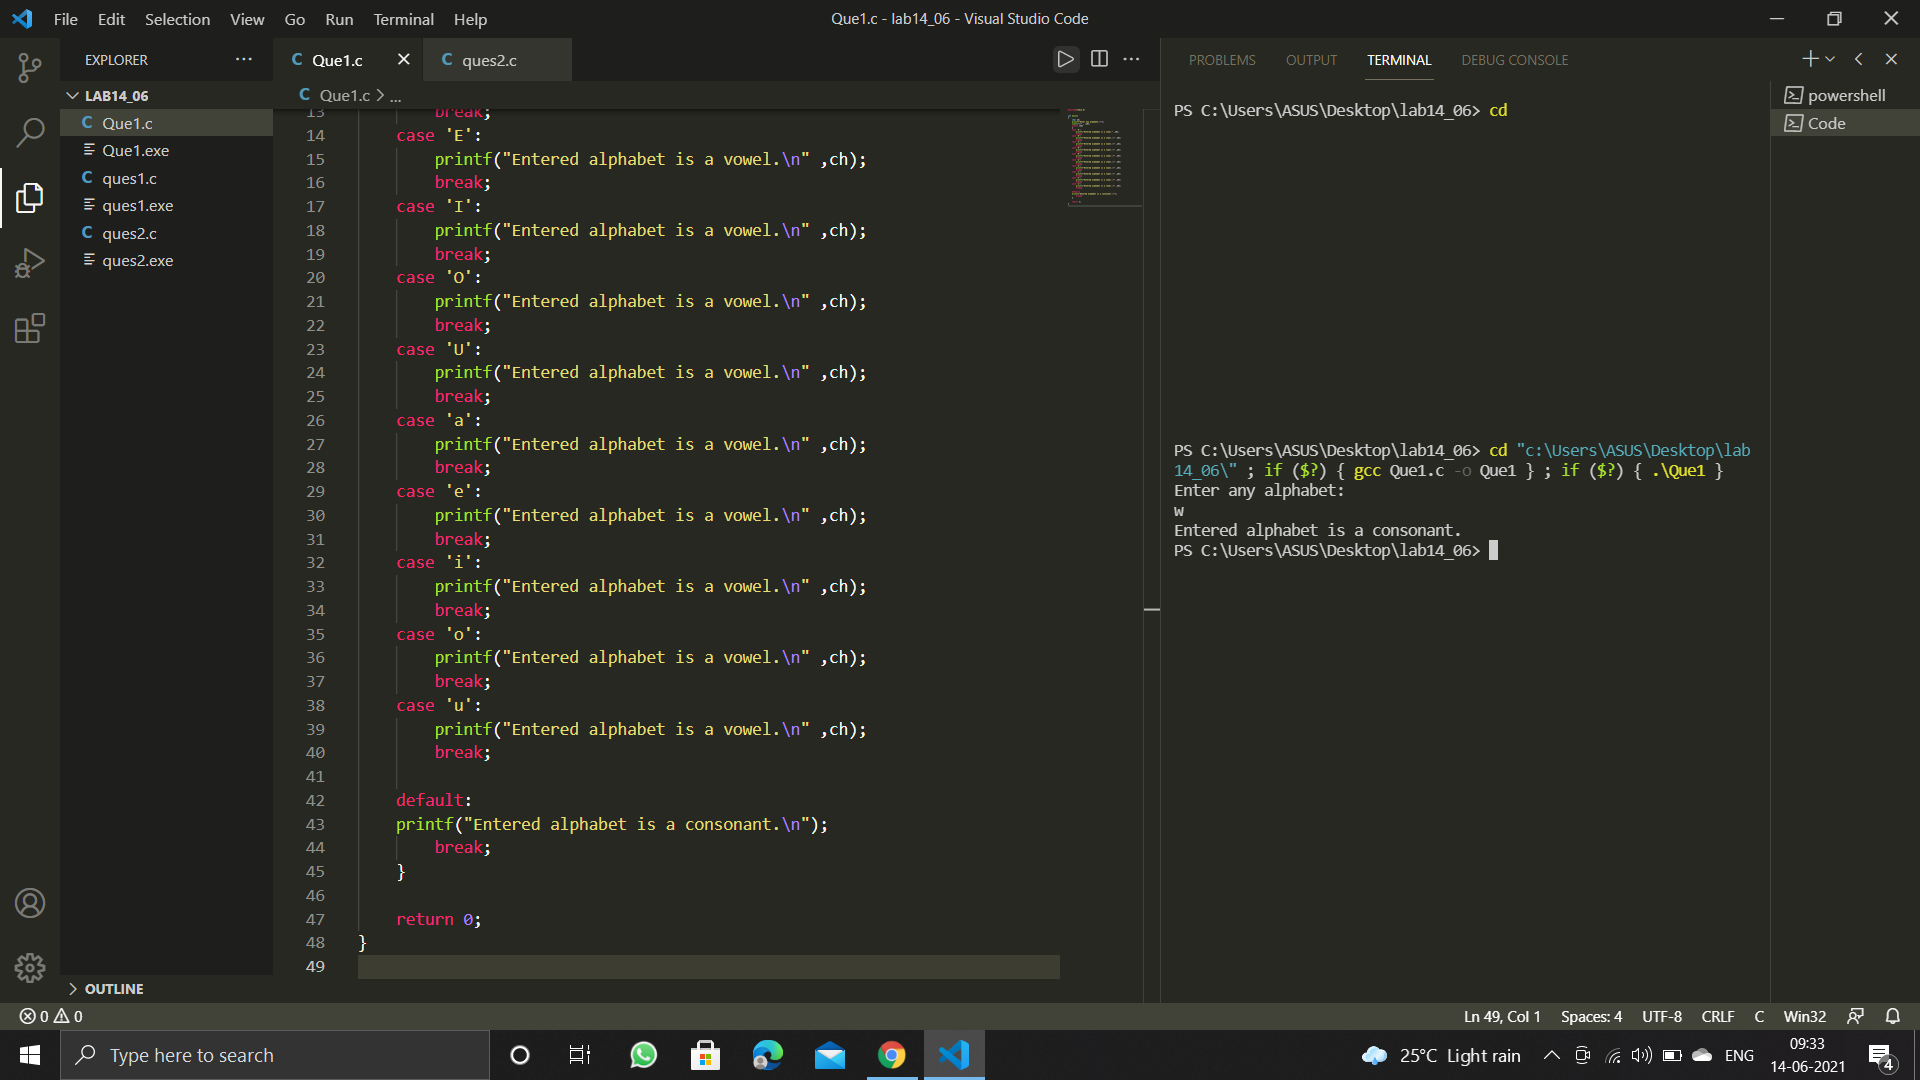 File Edit Selection View Go Run Terminal Help
Que1.c - lab14_06 - Visual Studio Code
EXPLORER
LAB14_06
Que1.c
Que1.exe
ques1.c
ques1.exe
ques2.c
ques2.exe
OUTLINE
C Que1.c
C ques2.c
C Que1.c > ...
13 break;
14 case 'E':
15 printf("Entered alphabet is a vowel.\n" ,ch);
16 break;
17 case 'I':
18 printf("Entered alphabet is a vowel.\n" ,ch);
19 break;
20 case 'O':
21 printf("Entered alphabet is a vowel.\n" ,ch);
22 break;
23 case 'U':
24 printf("Entered alphabet is a vowel.\n" ,ch);
25 break;
26 case 'a':
27 printf("Entered alphabet is a vowel.\n" ,ch);
28 break;
29 case 'e':
30 printf("Entered alphabet is a vowel.\n" ,ch);
31 break;
32 case 'i':
33 printf("Entered alphabet is a vowel.\n" ,ch);
34 break;
35 case 'o':
36 printf("Entered alphabet is a vowel.\n" ,ch);
37 break;
38 case 'u':
39 printf("Entered alphabet is a vowel.\n" ,ch);
40 break;
41
42 default:
43 printf("Entered alphabet is a consonant.\n");
44 break;
45 }
46
47 return 0;
48 }
49
PROBLEMS OUTPUT TERMINAL DEBUG CONSOLE
powershell
Code
PS C:\Users\ASUS\Desktop\lab14_06> cd
PS C:\Users\ASUS\Desktop\lab14_06> cd "c:\Users\ASUS\Desktop\lab
14_06\" ; if ($?) { gcc Que1.c -o Que1 } ; if ($?) { .\Que1 }
Enter any alphabet:
w
Entered alphabet is a consonant.
PS C:\Users\ASUS\Desktop\lab14_06>
0 0
Ln 49, Col 1 Spaces: 4 UTF-8 CRLF C Win32
Type here to search
25°C Light rain
ENG
09:33
14-06-2021
4